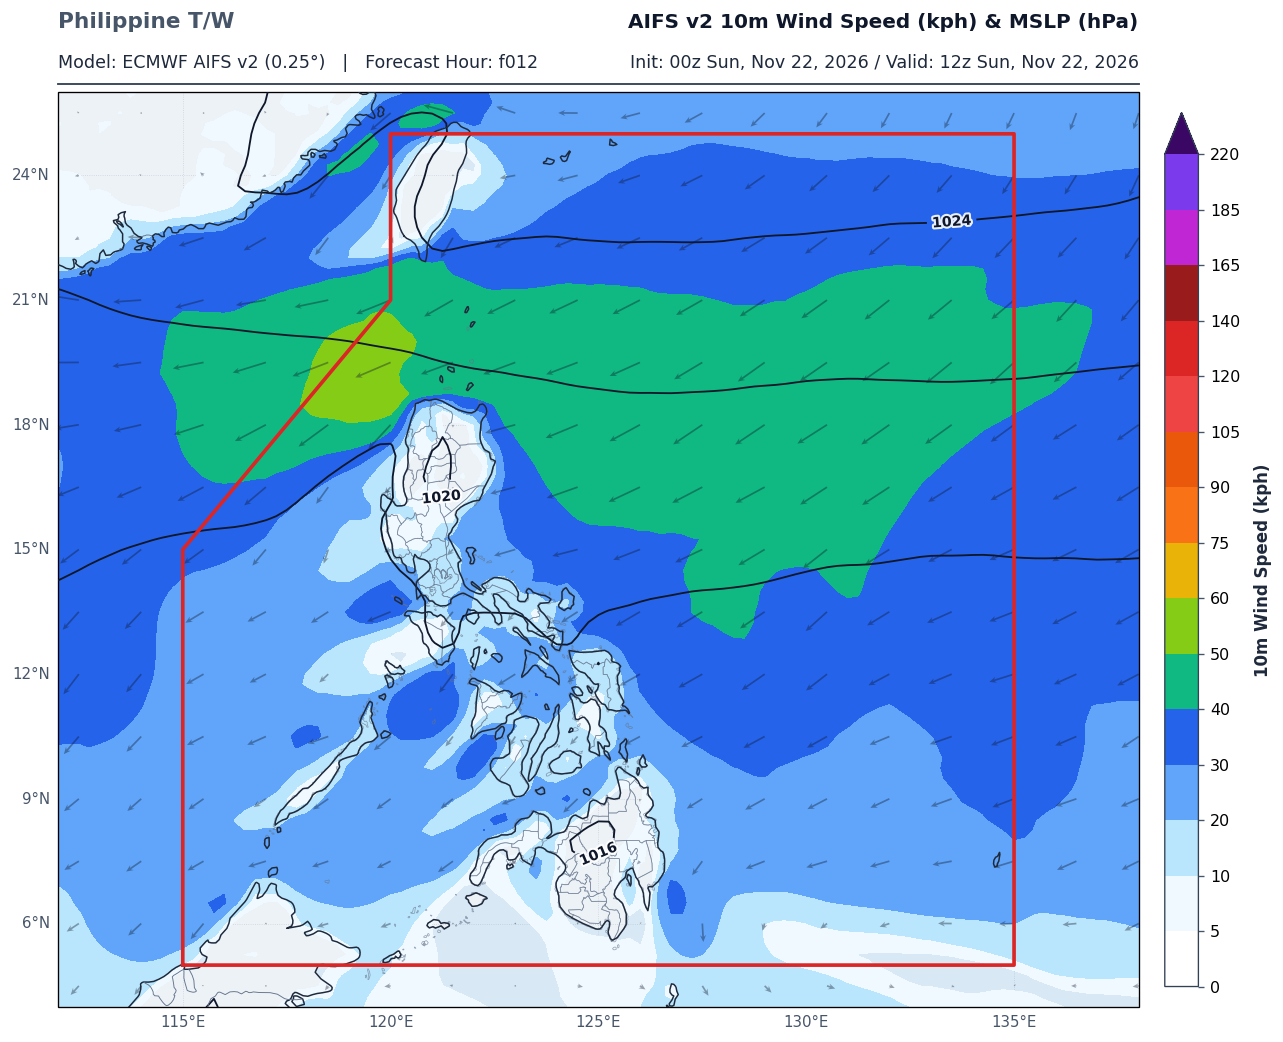 Philippine T/W
AIFS v2 10m Wind Speed (kph) & MSLP (hPa)
Model: ECMWF AIFS v2 (0.25°) | Forecast Hour: f012
Init: 00z Sun, Nov 22, 2026 / Valid: 12z Sun, Nov 22, 2026
24°N
21°N
18°N
15°N
12°N
9°N
6°N
1024
1020
1016
115°E
120°E
125°E
130°E
135°E
220
185
165
140
120
105
90
75
60
50
40
30
20
10
5
0
10m Wind Speed (kph)